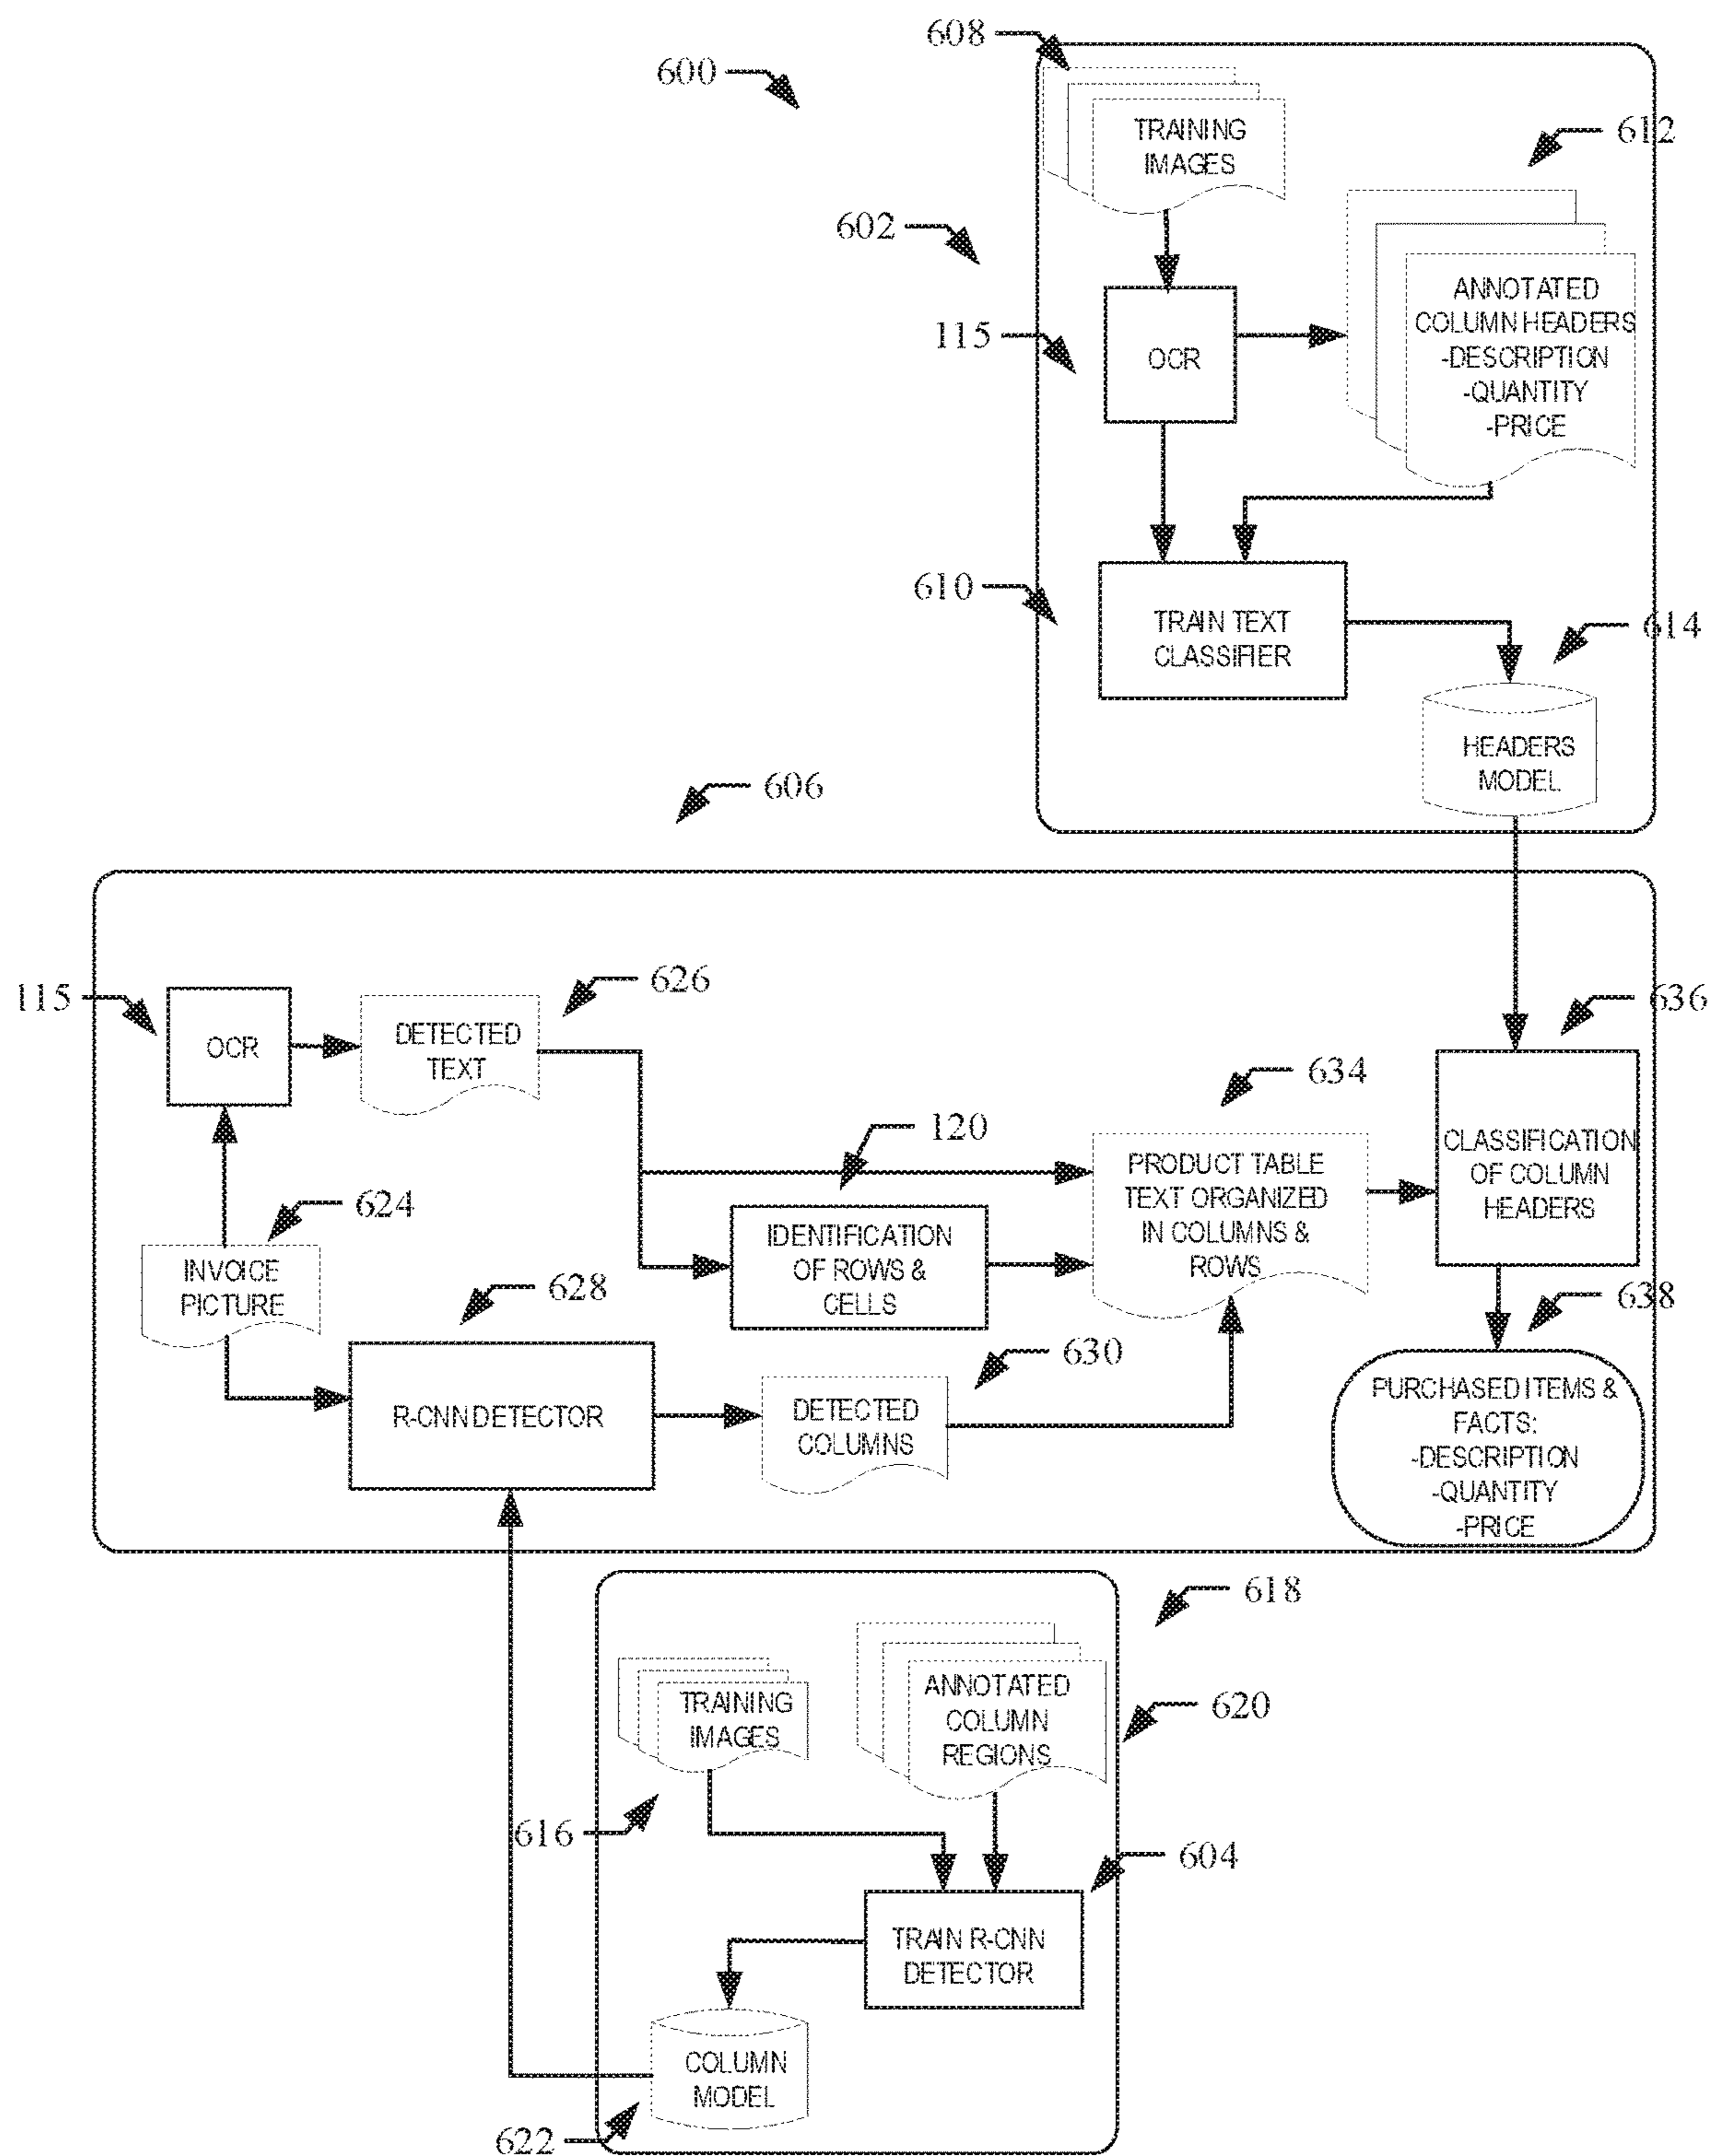 608
600
TRAINING
IMAGES
612
602
ANNOTATED
COLUMN HEADERS
-DESCRIPTION
-QUANTITY
-PRICE
115
OCR
610
TRAIN TEXT
CLASSIFIER
614
HEADERS
MODEL
606
115
OCR
DETECTED
TEXT
626
636
634
120
CLASSIFICATION
OF COLUMN
HEADERS
PRODUCT TABLE
TEXT ORGANIZED
IN COLUMNS &
ROWS
624
INVOICE
PICTURE
IDENTIFICATION
OF ROWS &
CELLS
628
638
630
R-CNN DETECTOR
DETECTED
COLUMNS
PURCHASED ITEMS &
FACTS:
-DESCRIPTION
-QUANTITY
-PRICE
618
TRAINING
IMAGES
ANNOTATED
COLUMN
REGIONS
620
616
604
TRAIN R-CNN
DETECTOR
COLUMN
MODEL
622